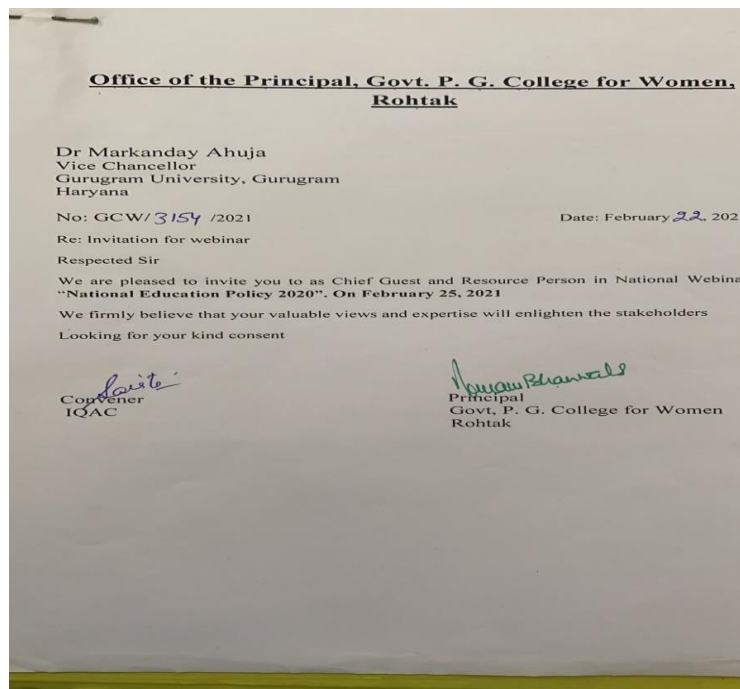 Office of the Principal, Govt. P. G. College for Women,
Rohtak
Dr Markanday Ahuja
Vice Chancellor
Gurugram University, Gurugram
Haryana
No: GCW/3154 /2021 Date: February 22, 202
Re: Invitation for webinar
Respected Sir
We are pleased to invite you to as Chief Guest and Resource Person in National Webina
“National Education Policy 2020”. On February 25, 2021
We firmly believe that your valuable views and expertise will enlighten the stakeholders
Looking for your kind consent
Convener
IQAC
Principal
Govt, P. G. College for Women
Rohtak